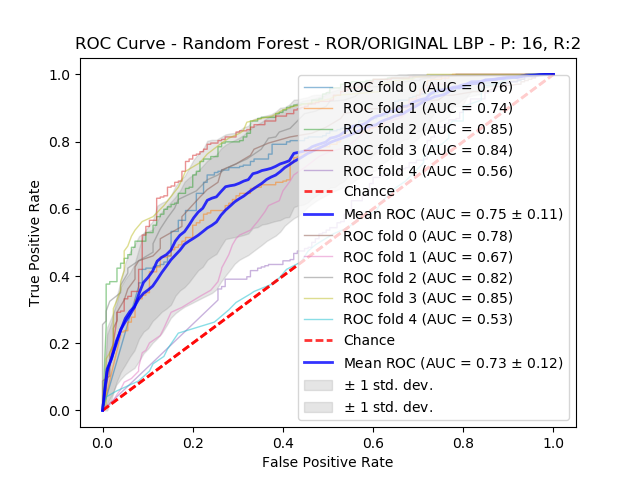 ROC Curve - Random Forest - ROR/ORIGINAL LBP - P: 16, R:2
1.0
0.8
0.6
0.4
0.2
0.0
True Positive Rate
ROC fold 0 (AUC = 0.76)
ROC fold 1 (AUC = 0.74)
ROC fold 2 (AUC = 0.85)
ROC fold 3 (AUC = 0.84)
ROC fold 4 (AUC = 0.56)
Chance
Mean ROC (AUC = 0.75 ± 0.11)
ROC fold 0 (AUC = 0.78)
ROC fold 1 (AUC = 0.67)
ROC fold 2 (AUC = 0.82)
ROC fold 3 (AUC = 0.85)
ROC fold 4 (AUC = 0.53)
Chance
Mean ROC (AUC = 0.73 ± 0.12)
± 1 std. dev.
± 1 std. dev.
0.0 0.2 0.4 0.6 0.8 1.0
False Positive Rate